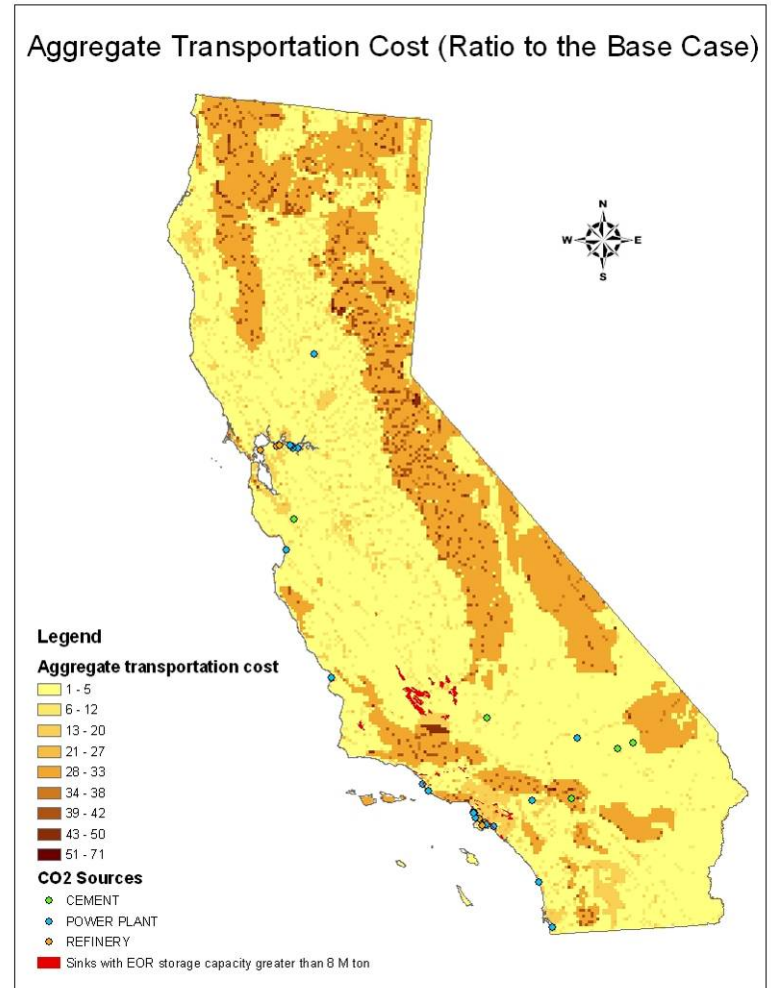 Aggregate Transportation Cost (Ratio to the Base Case)
N
W
E
S
Legend
Aggregate transportation cost
1 - 5
6 - 12
13 - 20
21 - 27
28 - 33
34 - 38
39 - 42
43 - 50
51 - 71
CO2 Sources
CEMENT
POWER PLANT
REFINERY
Sinks with EOR storage capacity greater than 8 M ton